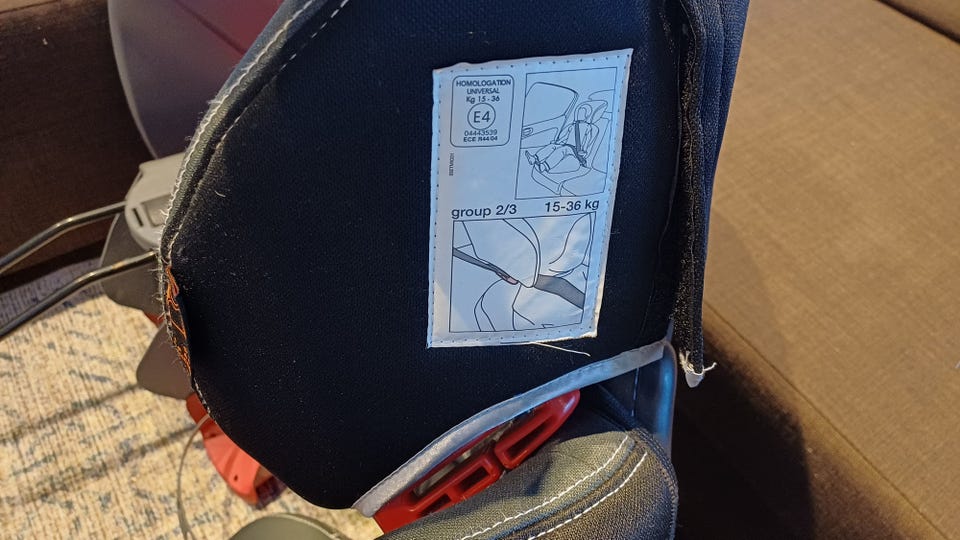 HOMOLOGATION
UNIVERSAL
Kg 15 - 36
E4
04443539
ECE R44/04
group 2/3 15-36 kg